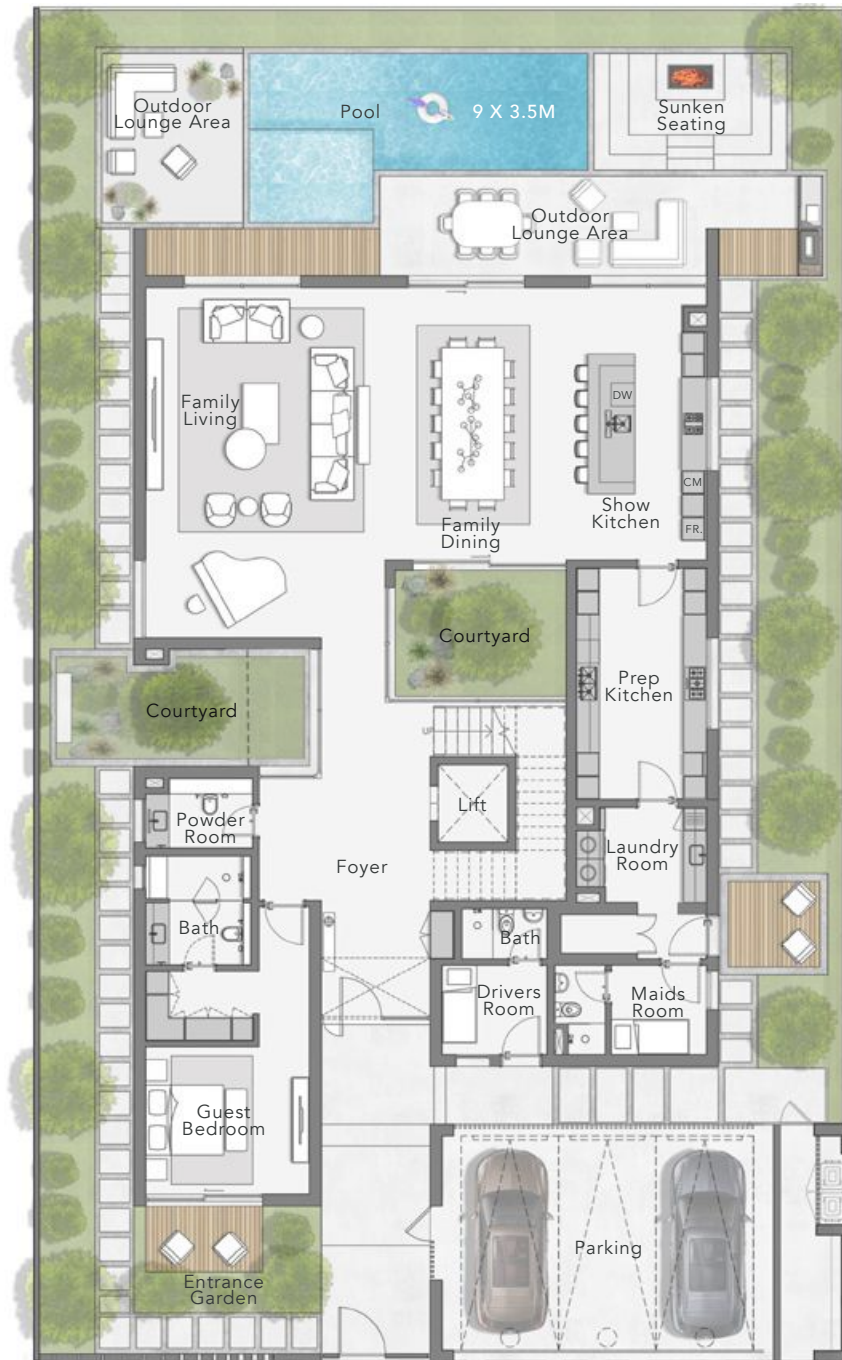 Outdoor
Lounge Area
Pool
9 X 3.5M
Sunken
Seating
Outdoor
Lounge Area
Family
Living
DW
CM
Show
Kitchen
FR.
Family
Dining
Courtyard
Prep
Kitchen
Courtyard
Lift
Powder
Room
Laundry
Room
Foyer
Bath
Bath
Drivers
Room
Maids
Room
Guest
Bedroom
Parking
Entrance
Garden